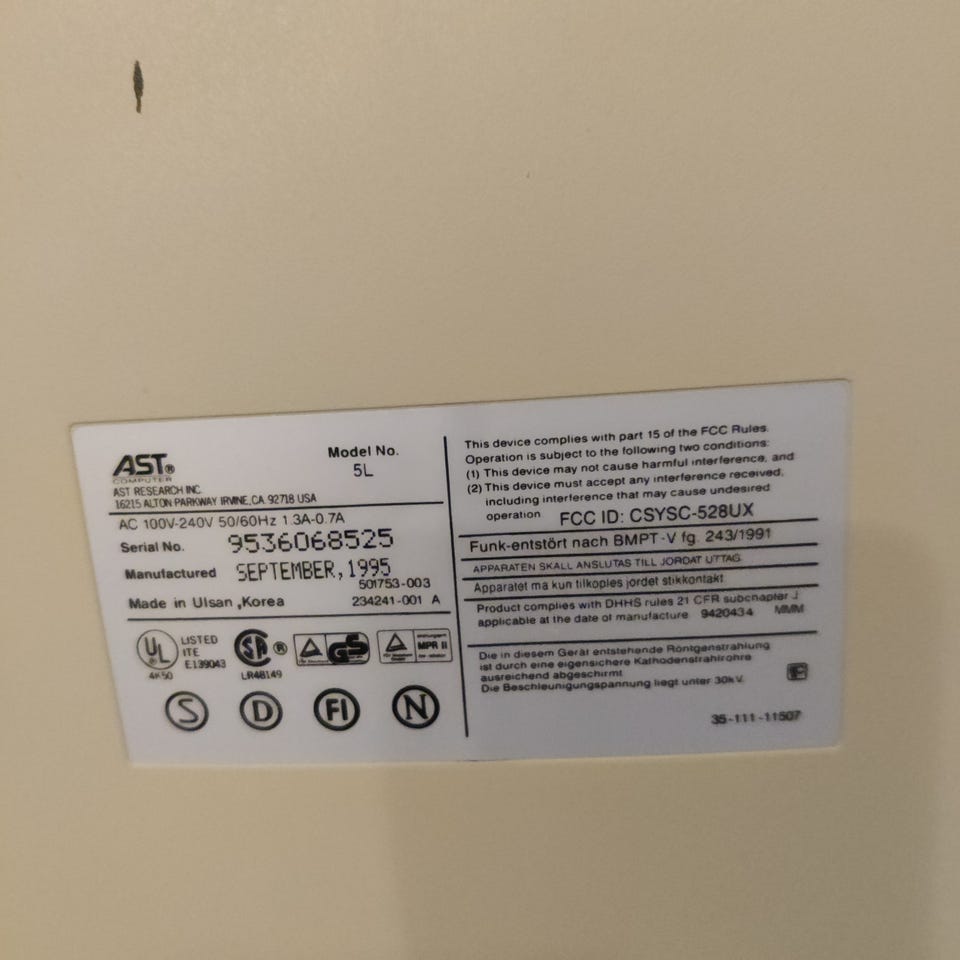 AST®
COMPUTER
AST RESEARCH INC.
16215 ALTON PARKWAY IRVINE, CA 92718 USA
Model No.
5L
AC 100V-240V 50/60Hz 1.3A-0.7A
Serial No. 9536068525
Manufactured SEPTEMBER, 1995
501753-003
Made in Ulsan ,Korea 234241-001 A
UL
LISTED
ITE
E139043
4K50
SA ®
LR48149
GS
MPR II
S D FI N
This device complies with part 15 of the FCC Rules.
Operation is subject to the following two conditions:
(1) This device may not cause harmful interference, and
(2) This device must accept any interference received,
including interference that may cause undesired
operation. FCC ID: CSYSC-528UX
Funk-entstört nach BMPT-V fg. 243/1991
APPARATEN SKALL ANSLUTAS TILL JORDAT UTTAG.
Apparatet ma kun tilkoples jordet stikkontakt
Product complies with DHHS rules 21 CFR subchapter J
applicable at the date of manufacture. 9420434 MMM
Die in diesem Gerät entstehende Röntgenstrahlung
ist durch eine eigensichere Kathodenstrahlrohre
ausreichend abgeschirmt.
Die Beschleunigungspannung liegt unter 30kV.
35-111-11507